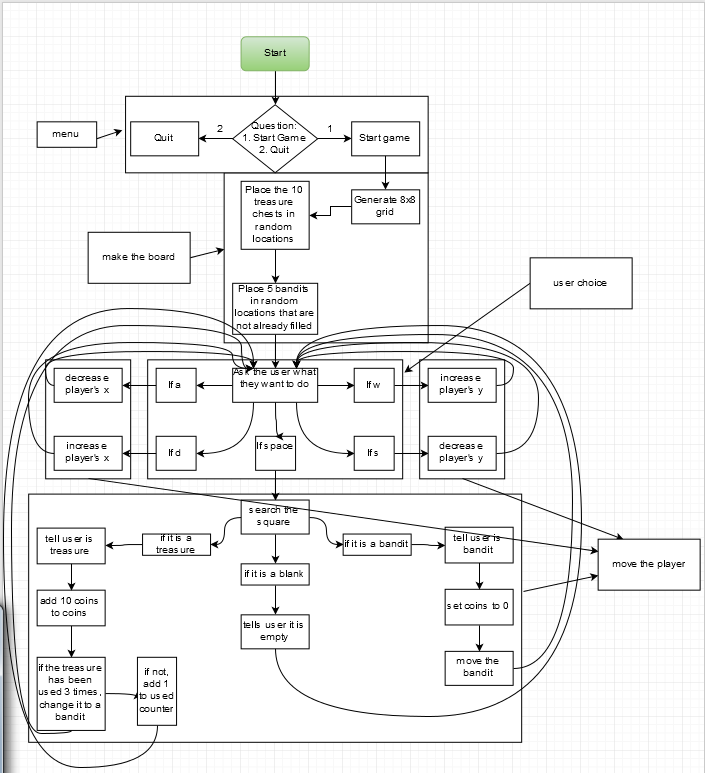 Start
menu
Quit
2
Question:
1. Start Game
2. Quit
1
Start game
Place the 10
treasure
chests in
random
locations
Generate 8x8
grid
make the board
user choice
Place 5 bandits
in random
locations that are
not already filled
decrease
player's x
If a
Ask the user what
they want to do
If w
increase
player's y
increase
player's x
If d
If space
If s
decrease
player's y
search the
square
tell user is
treasure
if it is a
treasure
if it is a bandit
tell user is
bandit
if it is a blank
move the player
add 10 coins
to coins
set coins to 0
tells user it is
empty
if the treasure
has been
used 3 times,
change it to a
bandit
if not,
add 1
to used
counter
move the
bandit